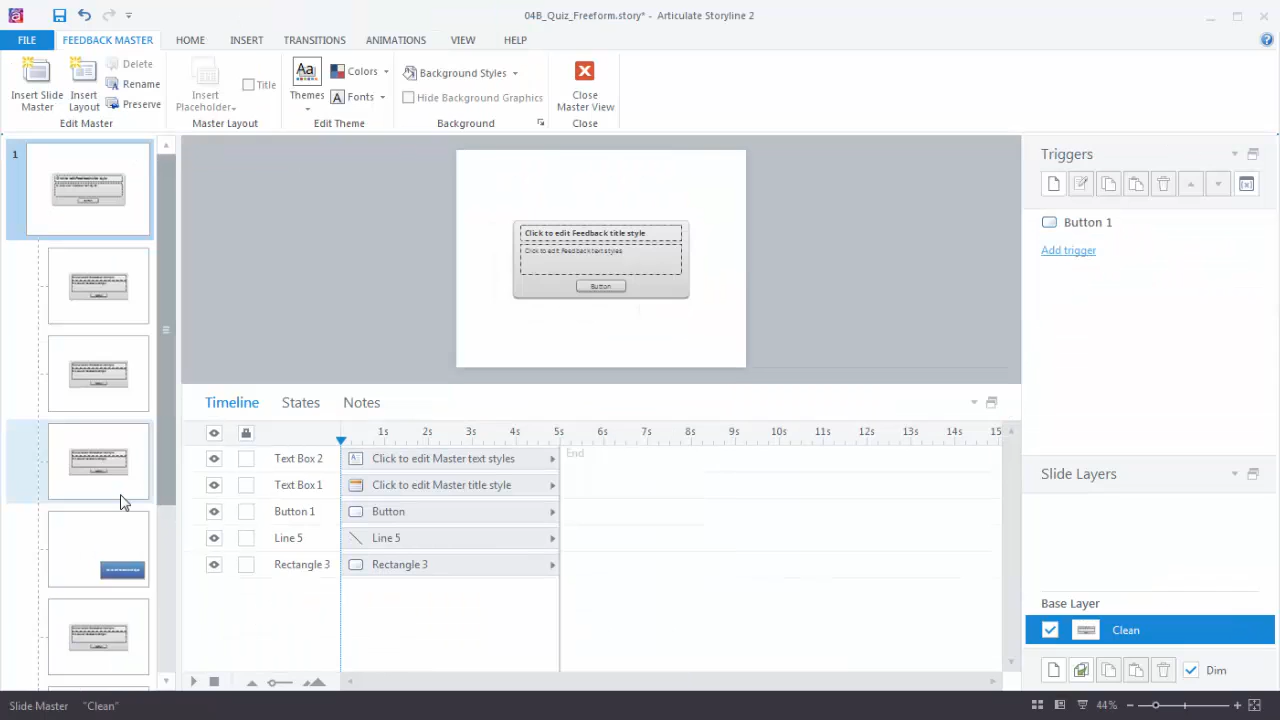 04B_Quiz_Freeform.story* - Articulate Storyline 2
FILE
FEEDBACK MASTER
HOME
INSERT
TRANSITIONS
ANIMATIONS
VIEW
HELP
Insert Slide Master
Insert Layout
Delete
Rename
Preserve
Edit Master
Insert Placeholder
Title
Master Layout
Aa
Themes
Colors
A Fonts
Edit Theme
Background Styles
Hide Background Graphics
Background
Close Master View
Close
1
Click to edit Feedback title style
Click to edit Feedback text styles
Button
Triggers
Button 1
Add trigger
Timeline
States
Notes
1s 2s 3s 4s 5s 6s 7s 8s 9s 10s 11s 12s 13s 14s 15
End
Text Box 2 Click to edit Master text styles
Text Box 1 Click to edit Master title style
Button 1 Button
Line 5 Line 5
Rectangle 3 Rectangle 3
Slide Layers
Base Layer
Clean
Dim
Slide Master "Clean"
44%